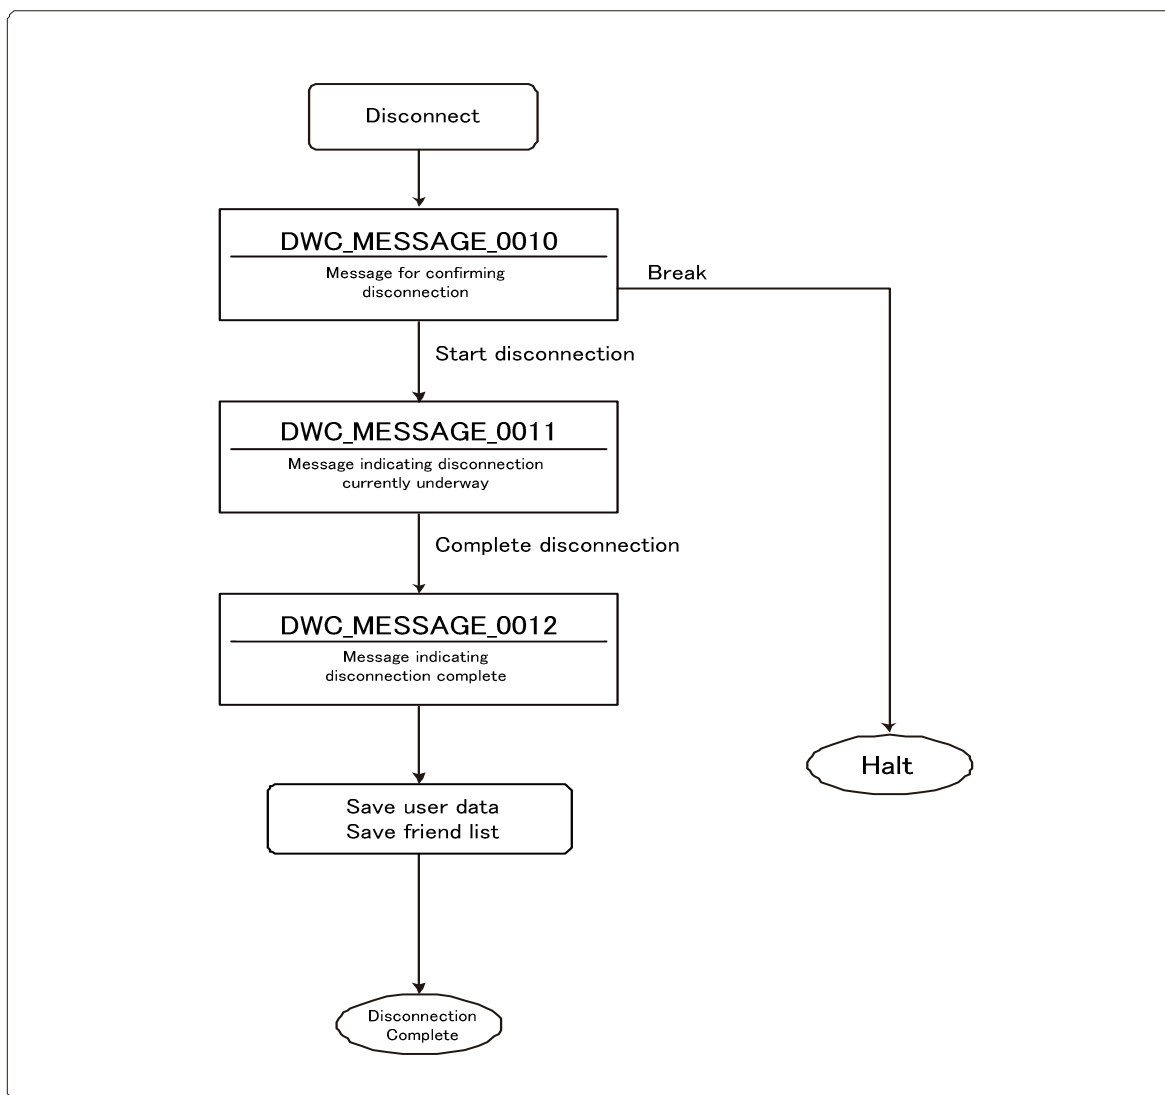 Disconnect
DWC_MESSAGE_0010
Message for confirming
disconnection
Break
Start disconnection
DWC_MESSAGE_0011
Message indicating disconnection
currently underway
Complete disconnection
DWC_MESSAGE_0012
Message indicating
disconnection complete
Halt
Save user data
Save friend list
Disconnection
Complete